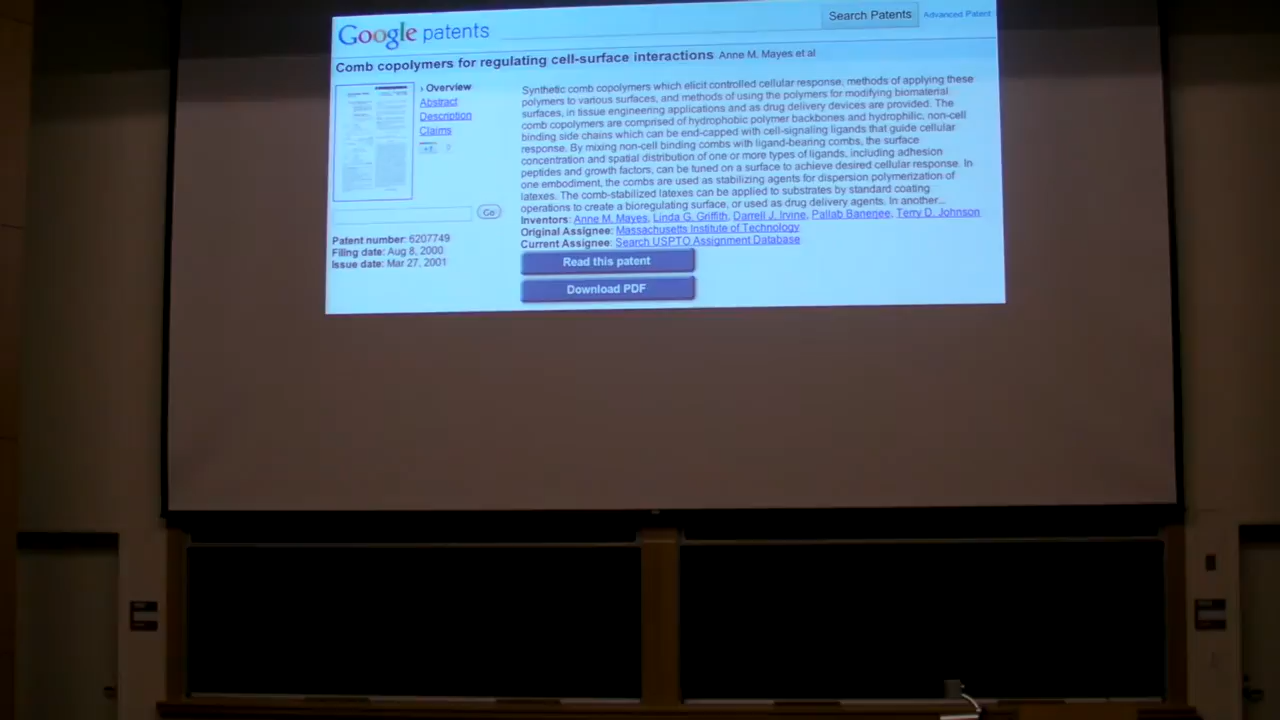 Google patents
Search Patents
Advanced Patent
Comb copolymers for regulating cell-surface interactions Anne M. Mayes et al
› Overview
Abstract
Description
Claims
+1 0
Go
Patent number: 6207749
Filing date: Aug 8, 2000
Issue date: Mar 27, 2001
Synthetic comb copolymers which elicit controlled cellular response, methods of applying these
polymers to various surfaces, and methods of using the polymers for modifying biomaterial
surfaces, in tissue engineering applications and as drug delivery devices are provided. The
comb copolymers are comprised of hydrophobic polymer backbones and hydrophilic, non-cell
binding side chains which can be end-capped with cell-signaling ligands that guide cellular
response. By mixing non-cell binding combs with ligand-bearing combs, the surface
concentration and spatial distribution of one or more types of ligands, including adhesion
peptides and growth factors, can be tuned on a surface to achieve desired cellular response. In
one embodiment, the combs are used as stabilizing agents for dispersion polymerization of
latexes. The comb-stabilized latexes can be applied to substrates by standard coating
operations to create a bioregulating surface, or used as drug delivery agents. In another...
Inventors: Anne M. Mayes, Linda G. Griffith, Darrell J. Irvine, Pallab Banerjee, Terry D. Johnson
Original Assignee: Massachusetts Institute of Technology
Current Assignee: Search USPTO Assignment Database
Read this patent
Download PDF